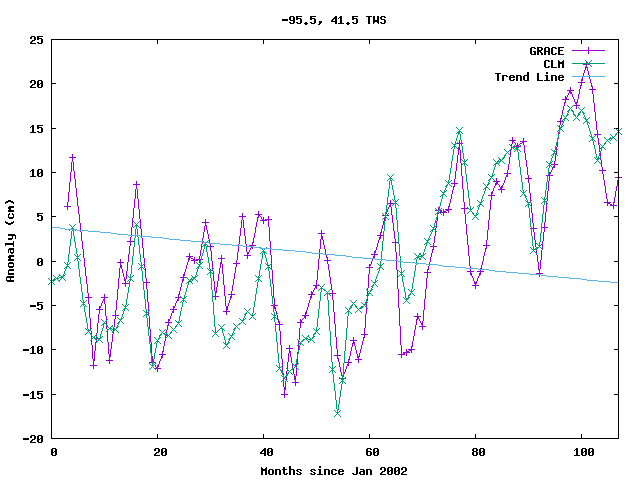 -95.5, 41.5 TWS
GRACE
CLM
Trend Line
25
20
15
10
5
0
-5
-10
-15
-20
Anomaly (cm)
0 20 40 60 80 100
Months since Jan 2002